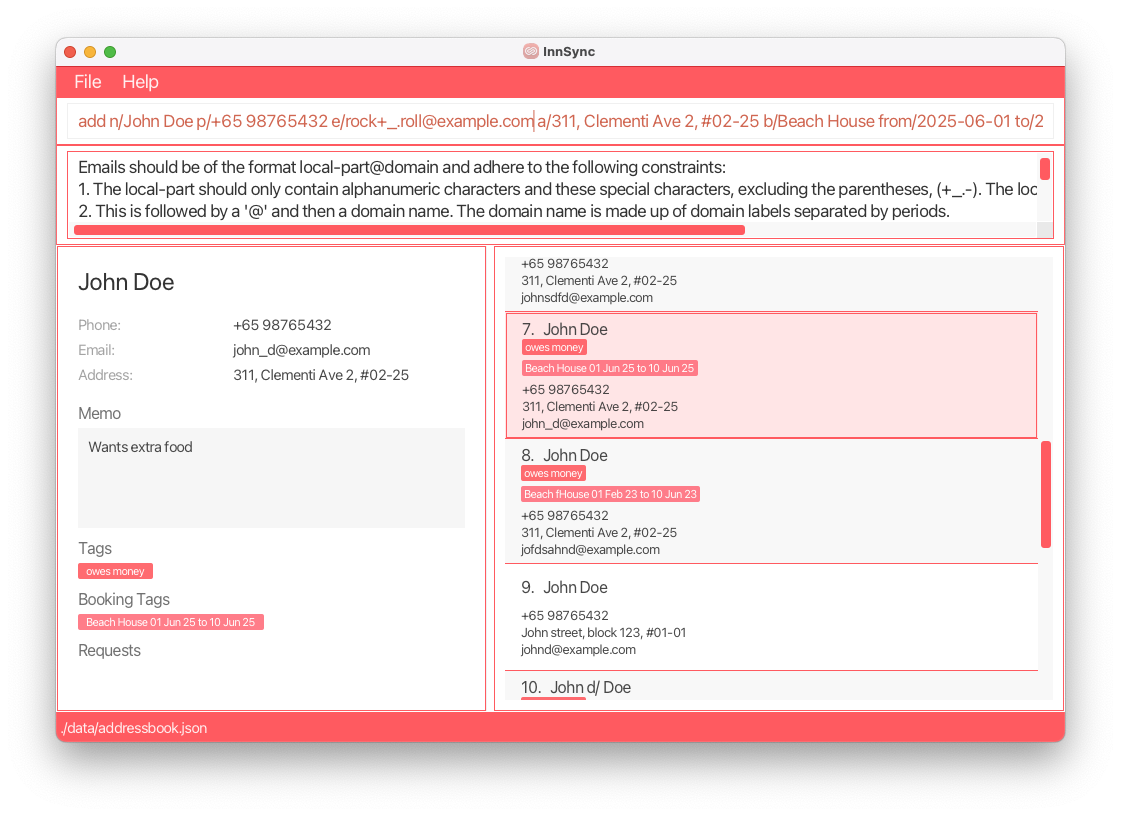 InnSync
File Help
add n/John Doe p/+65 98765432 e/rock+_.roll@example.com a/311, Clementi Ave 2, #02-25 b/Beach House from/2025-06-01 to/2
Emails should be of the format local-part@domain and adhere to the following constraints:
1. The local-part should only contain alphanumeric characters and these special characters, excluding the parentheses, (+_.-). The loc
2. This is followed by a '@' and then a domain name. The domain name is made up of domain labels separated by periods.
John Doe
Phone: +65 98765432
Email: john_d@example.com
Address: 311, Clementi Ave 2, #02-25
Memo
Wants extra food
Tags
owes money
Booking Tags
Beach House 01 Jun 25 to 10 Jun 25
Requests
+65 98765432
311, Clementi Ave 2, #02-25
johnsdfd@example.com
7. John Doe
owes money
Beach House 01 Jun 25 to 10 Jun 25
+65 98765432
311, Clementi Ave 2, #02-25
john_d@example.com
8. John Doe
owes money
Beach fHouse 01 Feb 23 to 10 Jun 23
+65 98765432
311, Clementi Ave 2, #02-25
jofdsahnd@example.com
9. John Doe
+65 98765432
John street, block 123, #01-01
johnd@example.com
10. John d/ Doe
./data/addressbook.json